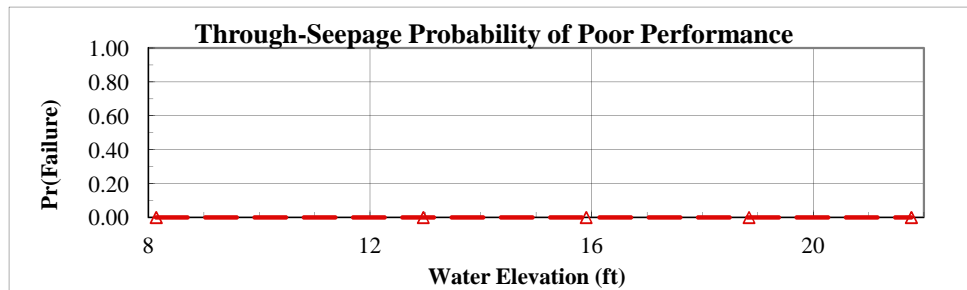 Through-Seepage Probability of Poor Performance
1.00
0.80
0.60
0.40
0.20
0.00
Pr(Failure)
8 12 16 20
Water Elevation (ft)